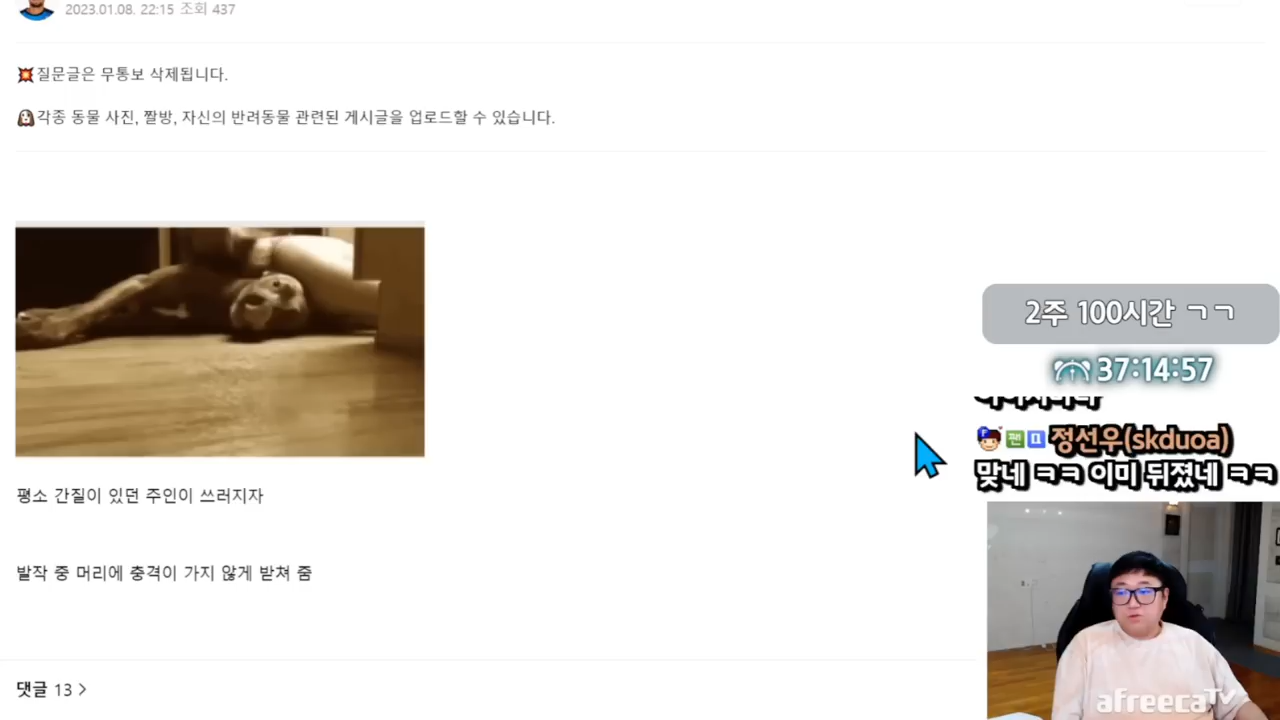 2023.01.08. 22:15 조회 437
💥질문글은 무통보 삭제됩니다.
🐶각종 동물 사진, 짤방, 자신의 반려동물 관련된 게시글을 업로드할 수 있습니다.
평소 간질이 있던 주인이 쓰러지자
발작 중 머리에 충격이 가지 않게 받쳐 줌
댓글 13 >
2주 100시간 ㄱㄱ
37:14:57
팬 정선우(skduoa)
맞네 ㅋㅋ 이미 뒤졌네 ㅋㅋ
afreecaTV